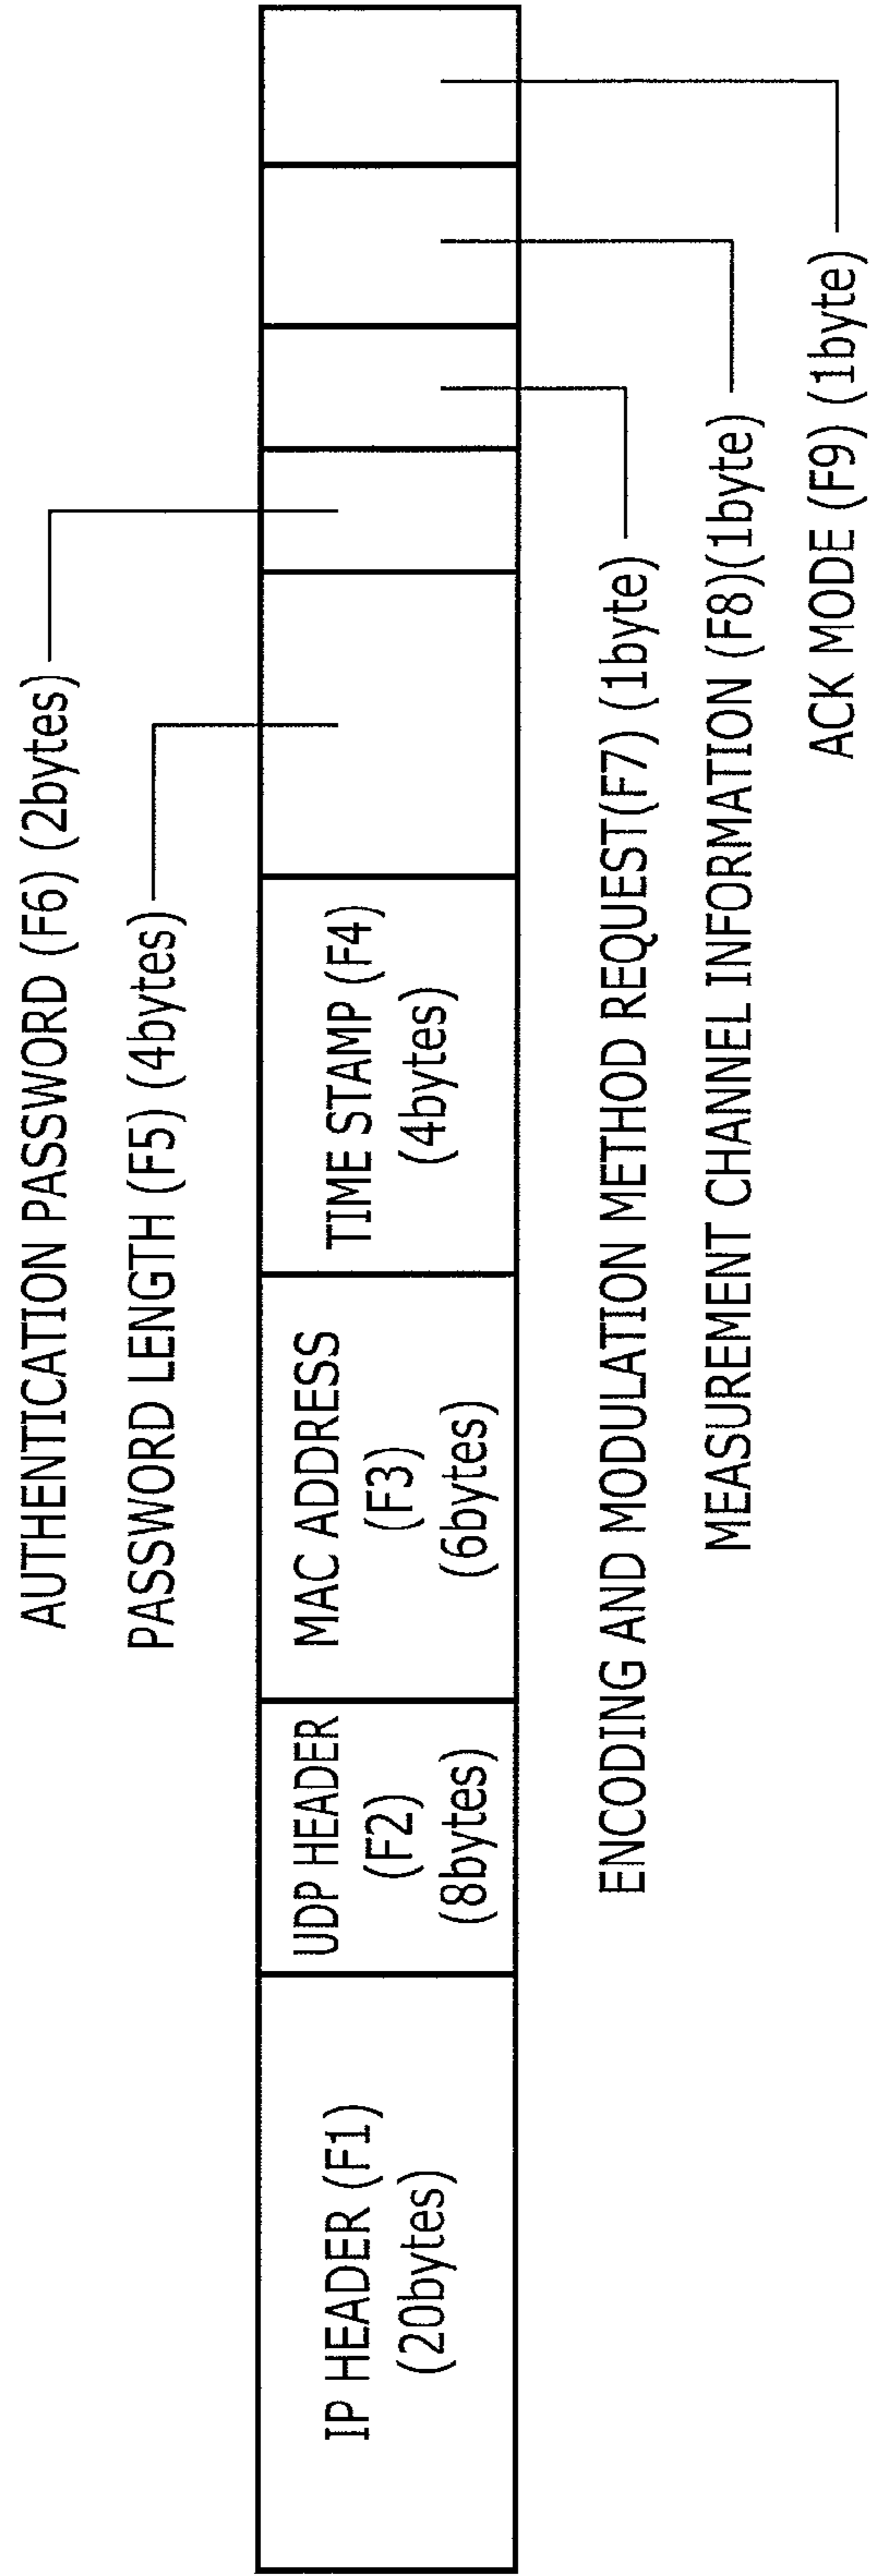 AUTHENTICATION PASSWORD (F6) (2bytes)
PASSWORD LENGTH (F5) (4bytes)
IP HEADER (F1)
(20bytes)
UDP HEADER
(F2)
(8bytes)
MAC ADDRESS
(F3)
(6bytes)
TIME STAMP (F4)
(4bytes)
ENCODING AND MODULATION METHOD REQUEST(F7) (1byte)
MEASUREMENT CHANNEL INFORMATION (F8)(1byte)
ACK MODE (F9) (1byte)